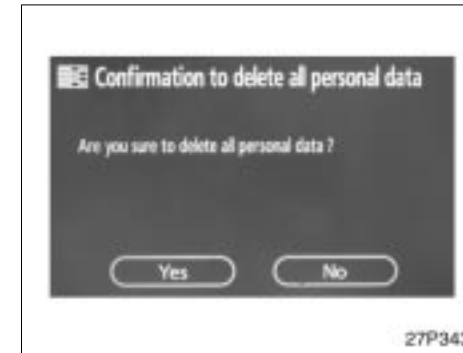 Confirmation to delete all personal data
Are you sure to delete all personal data ?
Yes
No